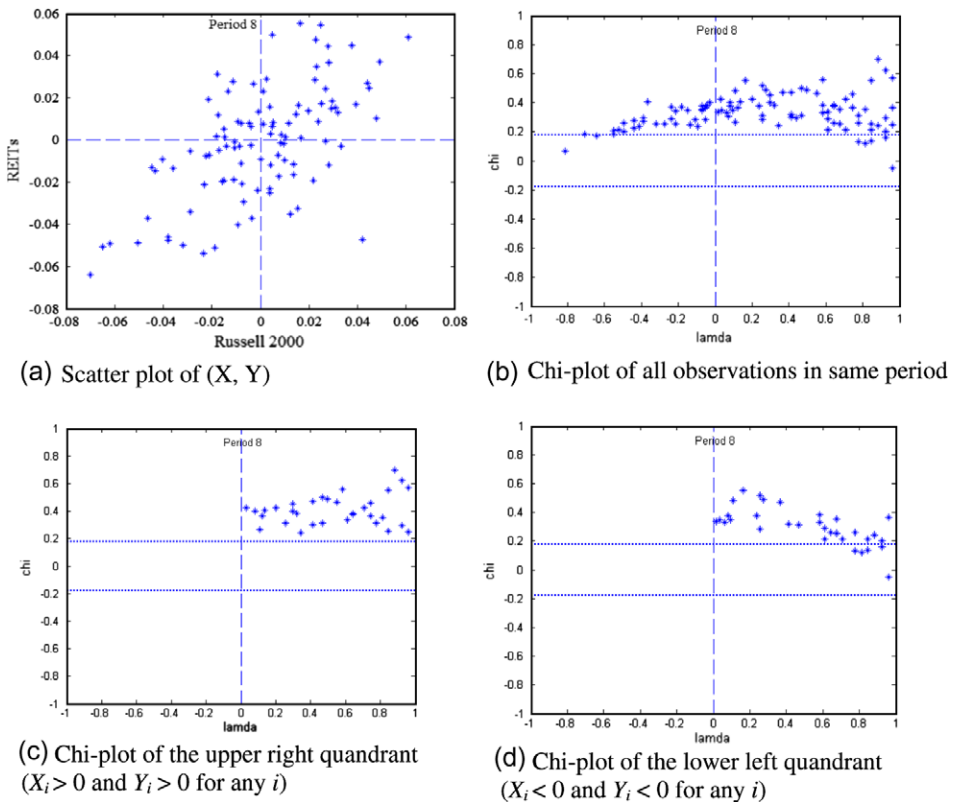 Period 8
0.06
0.04
0.02
0
-0.02
-0.04
-0.06
-0.08
REITs
-0.08 -0.06 -0.04 -0.02 0 0.02 0.04 0.06 0.08
Russell 2000
(a) Scatter plot of (X, Y)
Period 8
1
0.8
0.6
0.4
0.2
0
-0.2
-0.4
-0.6
-0.8
-1
chi
-1 -0.8 -0.6 -0.4 -0.2 0 0.2 0.4 0.6 0.8 1
lamda
(b) Chi-plot of all observations in same period
Period 8
1
0.8
0.6
0.4
0.2
0
-0.2
-0.4
-0.6
-0.8
-1
chi
-1 -0.8 -0.6 -0.4 -0.2 0 0.2 0.4 0.6 0.8 1
lamda
(c) Chi-plot of the upper right quandrant
(Xi > 0 and Yi > 0 for any i)
Period 8
1
0.8
0.6
0.4
0.2
0
-0.2
-0.4
-0.6
-0.8
-1
chi
-1 -0.8 -0.6 -0.4 -0.2 0 0.2 0.4 0.6 0.8 1
lamda
(d) Chi-plot of the lower left quandrant
(Xi < 0 and Yi < 0 for any i)